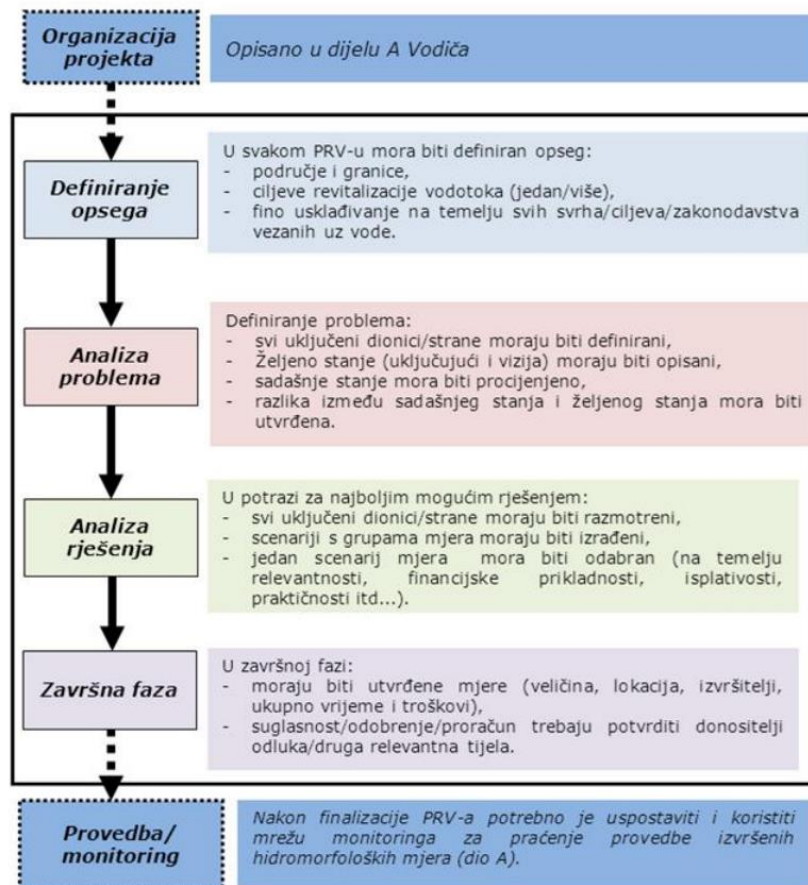 Organizacija
projekta
Opisano u dijelu A Vodiča
Definiranje
opsega
U svakom PRV-u mora biti definiran opseg:
- područje i granice,
- ciljeve revitalizacije vodotoka (jedan/više),
- fino usklađivanje na temelju svih svrha/ciljeva/zakonodavstva
vezanih uz vode.
Analiza
problema
Definiranje problema:
- svi uključeni dionici/strane moraju biti definirani,
- Željeno stanje (uključujući i vizija) moraju biti opisani,
- sadašnje stanje mora biti procijenjeno,
- razlika između sadašnjeg stanja i željenog stanja mora biti
utvrđena.
Analiza
rješenja
U potrazi za najboljim mogućim rješenjem:
- svi uključeni dionici/strane moraju biti razmotreni,
- scenariji s grupama mjera moraju biti izrađeni,
- jedan scenarij mjera mora biti odabran (na temelju
relevantnosti, financijske prikladnosti, isplativosti,
praktičnosti itd...).
Završna faza
U završnoj fazi:
- moraju biti utvrđene mjere (veličina, lokacija, izvršitelji,
ukupno vrijeme i troškovi),
- suglasnost/odobrenje/proračun trebaju potvrditi donositelji
odluka/druga relevantna tijela.
Provedba/
monitoring
Nakon finalizacije PRV-a potrebno je uspostaviti i koristiti
mrežu monitoringa za praćenje provedbe izvršenih
hidromorfoloških mjera (dio A).